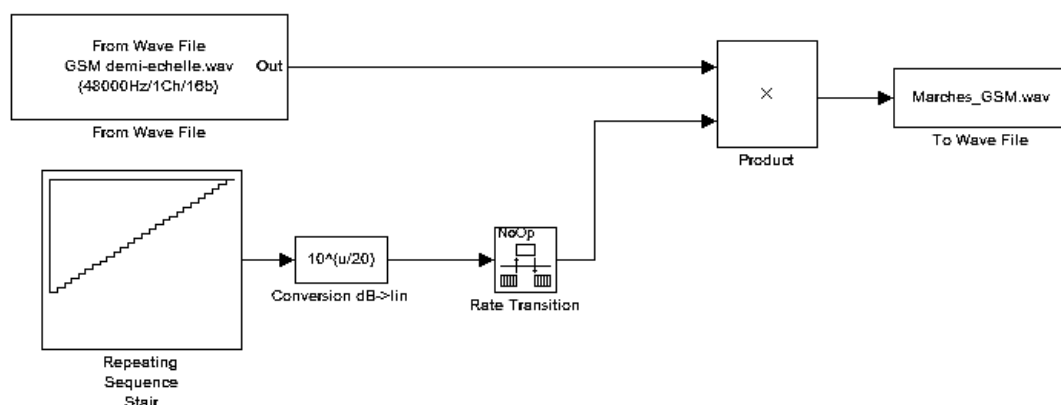 From Wave File
GSM demi-echelle.wav
(48000Hz/1Ch/16b)
Out
From Wave File
×
Product
Marches_GSM.wav
To Wave File
10^(u/20)
Conversion dB->lin
NoOp
Rate Transition
Repeating
Sequence
Stair